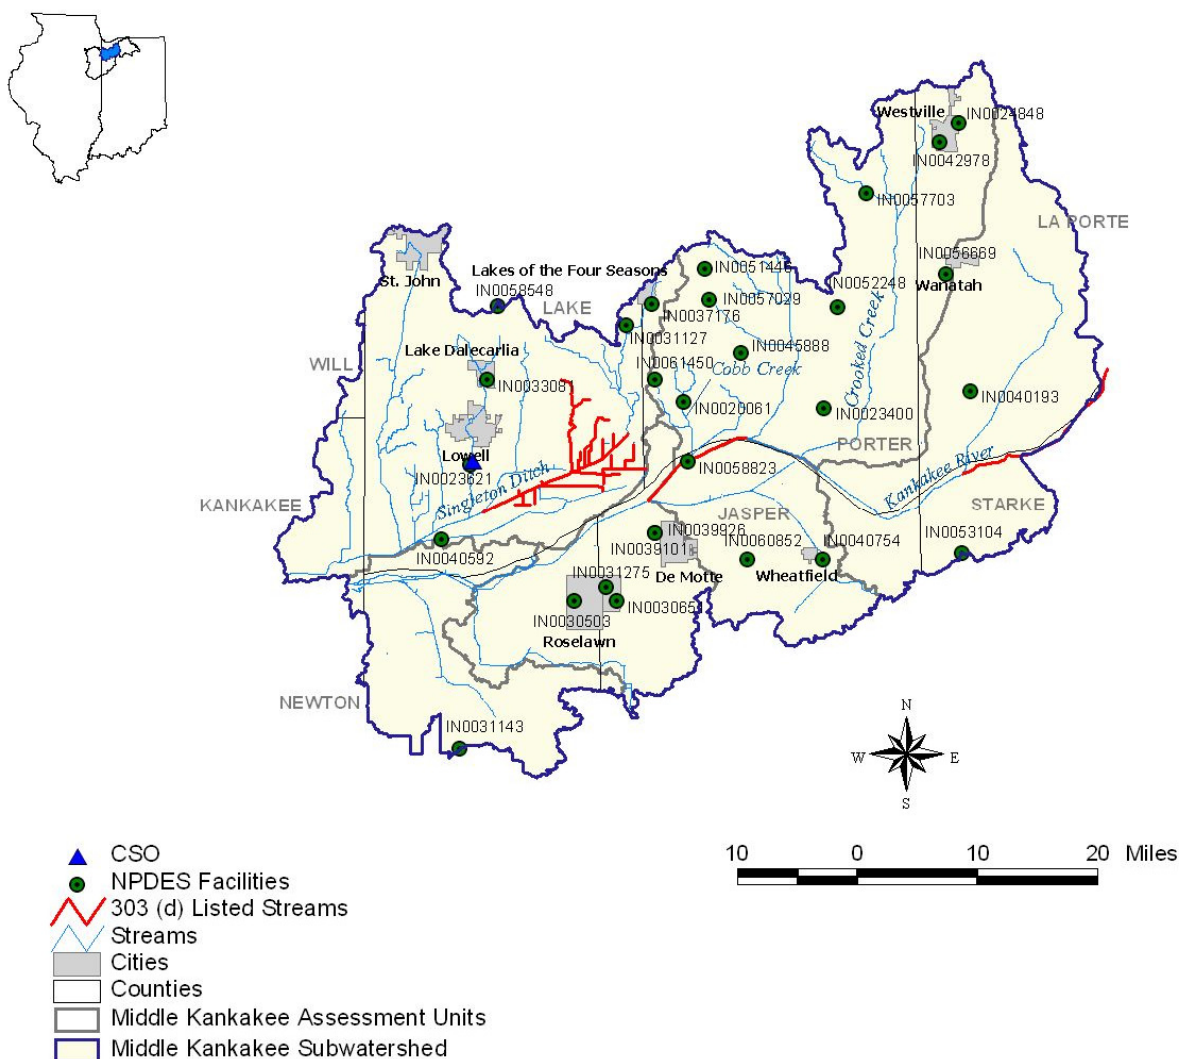 Westville
IN0024848
IN0042978
IN0057703
LA PORTE
IN0056669
Wanatah
St. John
Lakes of the Four Seasons
IN0051446
IN0058548
LAKE
IN0057029
IN0052248
IN0037176
IN0031127
Lake Dalecarlia
IN0045888
WILL
IN0061450
Cobb Creek
Crooked Creek
IN003308
IN0040193
IN0020061
IN0023400
PORTER
Lowell
IN0058823
IN0023621
Singleton Ditch
Kankakee River
KANKAKEE
JASPER
STARKE
IN0039926
IN0053104
IN0040592
IN0039101
IN0060852
IN0040754
De Motte
Wheatfield
IN0031275
IN003065
IN0030503
Roselawn
NEWTON
IN0031143
N
W
E
S
CSO
10 0 10 20 Miles
NPDES Facilities
303 (d) Listed Streams
Streams
Cities
Counties
Middle Kankakee Assessment Units
Middle Kankakee Subwatershed